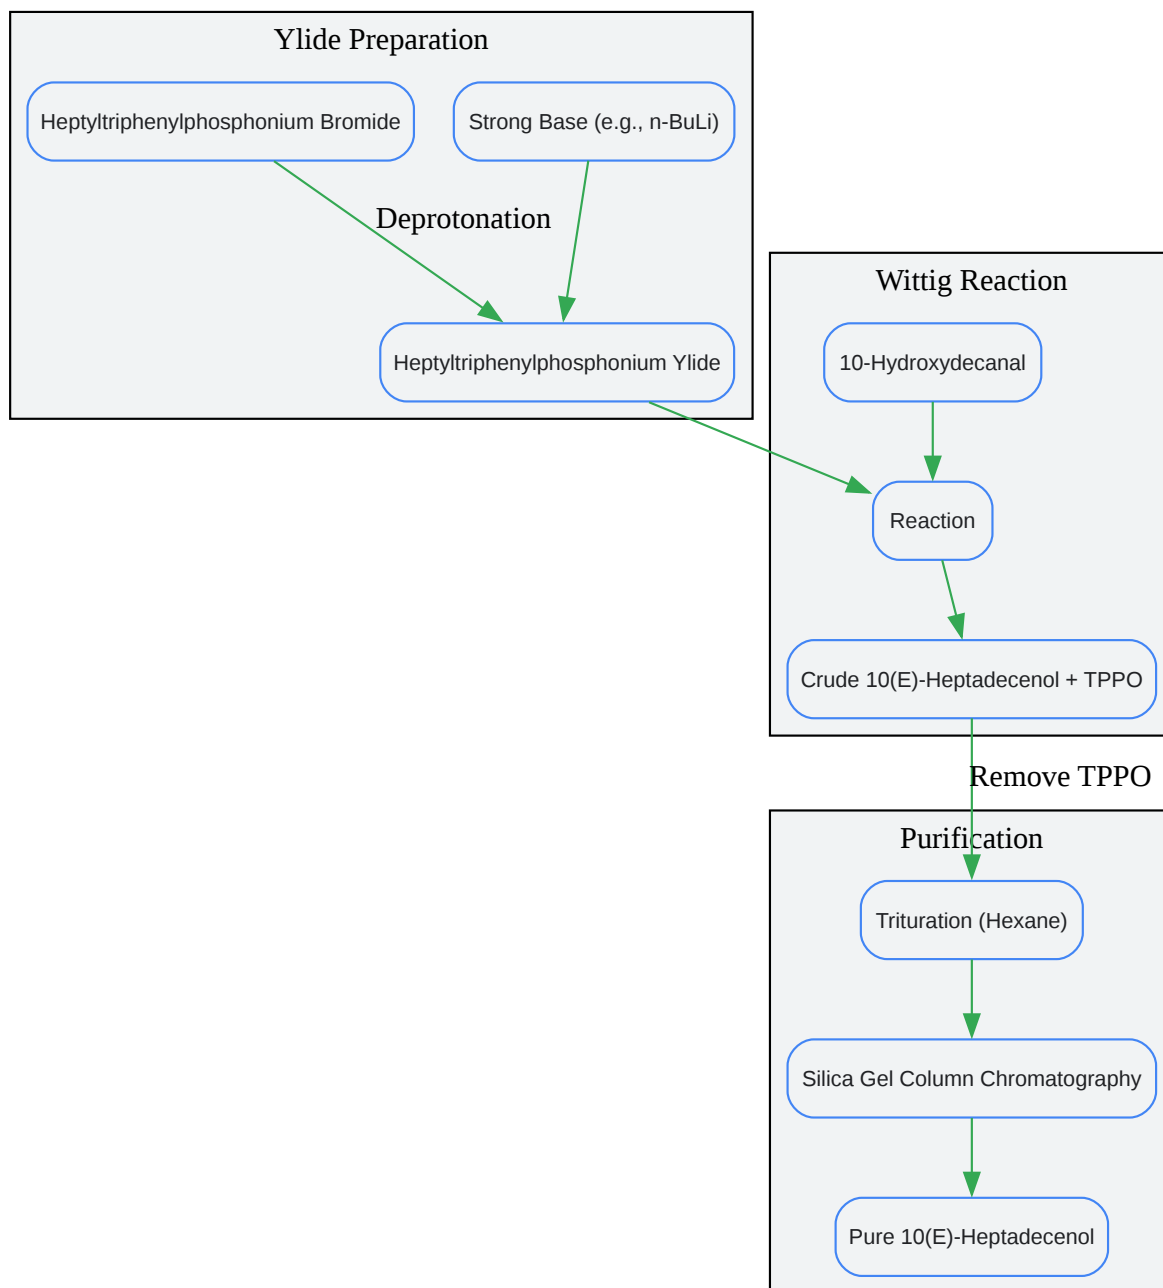 Ylide Preparation
Heptyltriphenylphosphonium Bromide
Strong Base (e.g., n-BuLi)
Deprotonation
Heptyltriphenylphosphonium Ylide
Wittig Reaction
10-Hydroxydecanal
Reaction
Crude 10(E)-Heptadecenol + TPPO
Remove TPPO
Purification
Trituration (Hexane)
Silica Gel Column Chromatography
Pure 10(E)-Heptadecenol